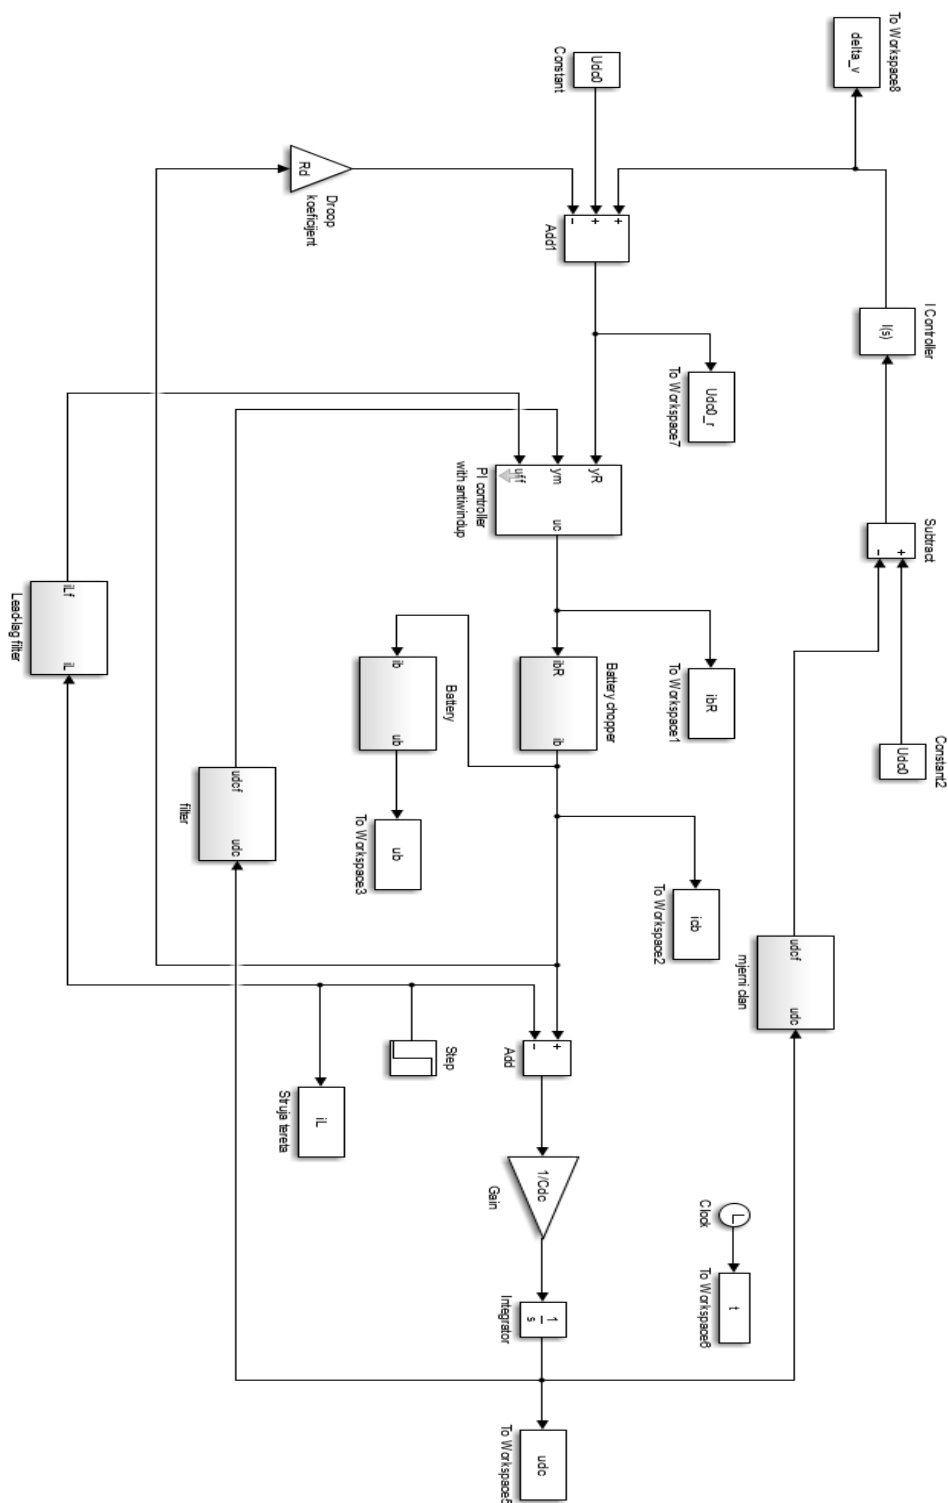 Constant2
Udc0
I Controller
I(s)
Subtract
+
-
To Workspace8
delta_v
mjerni clan
udcf
udc
Clock
t
To Workspace6
Udc0_r
To Workspace7
ibR
To Workspace1
icb
To Workspace2
Udc0
Constant
+
+
-
Add1
yR
ym
uff
uc
PI controller
with antiwindup
Battery chopper
ibR
ib
+
-
Add
1/Cdc
Gain
1
s
Integrator
udc
To Workspace5
Battery
ib
ub
ub
To Workspace3
Step
Rd
Droop
koeficijent
iL
Struja tereta
udcf
udc
filter
iLf
iL
Lead-lag filter